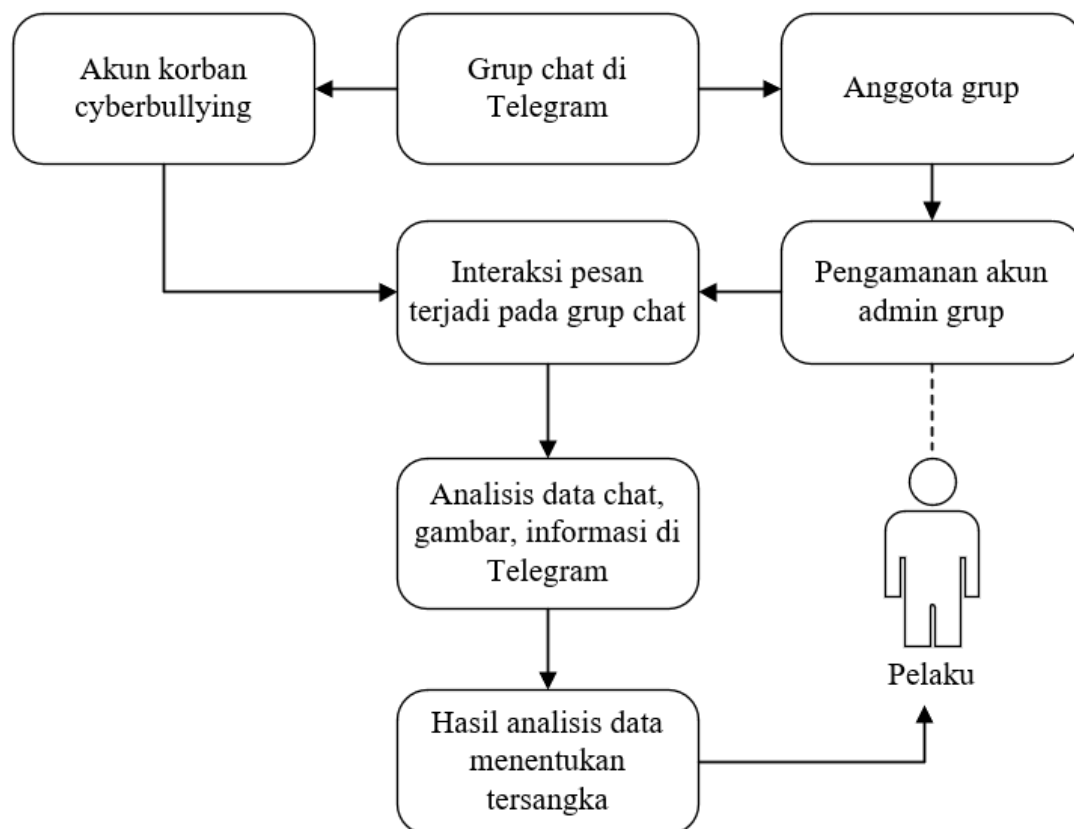 Akun korban
cyberbullying
Grup chat di
Telegram
Anggota grup
Interaksi pesan
terjadi pada grup chat
Pengamanan akun
admin grup
Analisis data chat,
gambar, informasi di
Telegram
Pelaku
Hasil analisis data
menentukan
tersangka